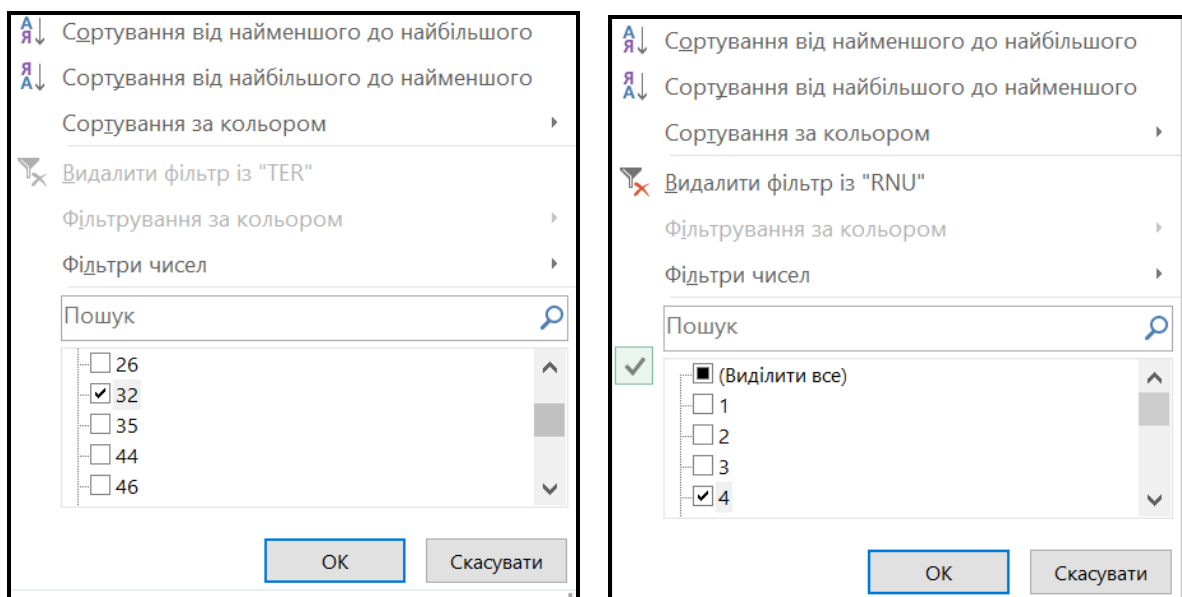 Сортування від найменшого до найбільшого
Сортування від найбільшого до найменшого
Сортування за кольором
Видалити фільтр із "TER"
Фільтрування за кольором
Фільтри чисел
Пошук
26
32
35
44
46
ОК
Скасувати
Сортування від найменшого до найбільшого
Сортування від найбільшого до найменшого
Сортування за кольором
Видалити фільтр із "RNU"
Фільтрування за кольором
Фільтри чисел
Пошук
(Виділити все)
1
2
3
4
ОК
Скасувати